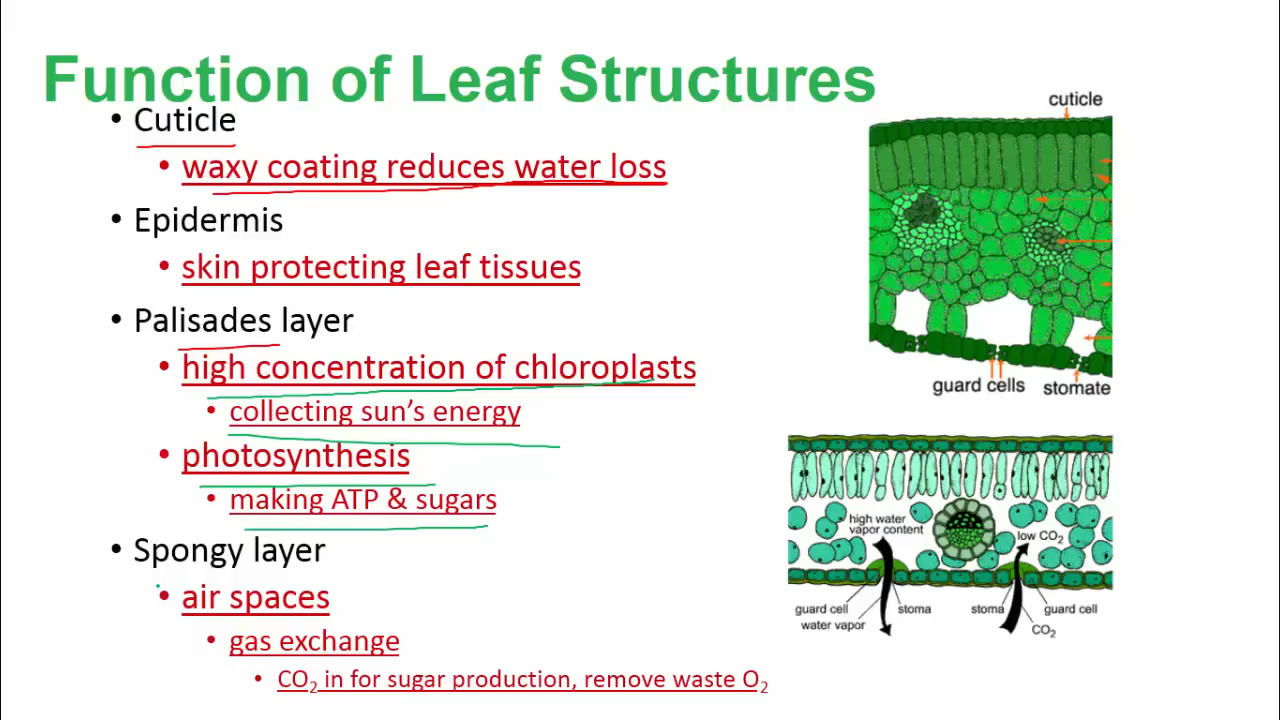 Function of Leaf Structures
• Cuticle
• waxy coating reduces water loss
• Epidermis
• skin protecting leaf tissues
• Palisades layer
• high concentration of chloroplasts
• collecting sun's energy
• photosynthesis
• making ATP & sugars
• Spongy layer
• air spaces
• gas exchange
• CO₂ in for sugar production, remove waste O₂
cuticle
guard cells
stomate
high water
vapor content
low CO₂
guard cell
stoma
stoma
guard cell
water vapor
CO₂